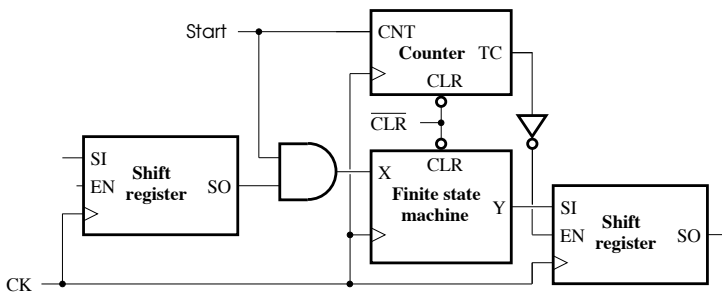 Start
CNT
Counter
TC
CLR
CLR
CLR
SI
Shift
register
EN
SO
X
Finite state
machine
Y
SI
Shift
register
EN
SO
CK